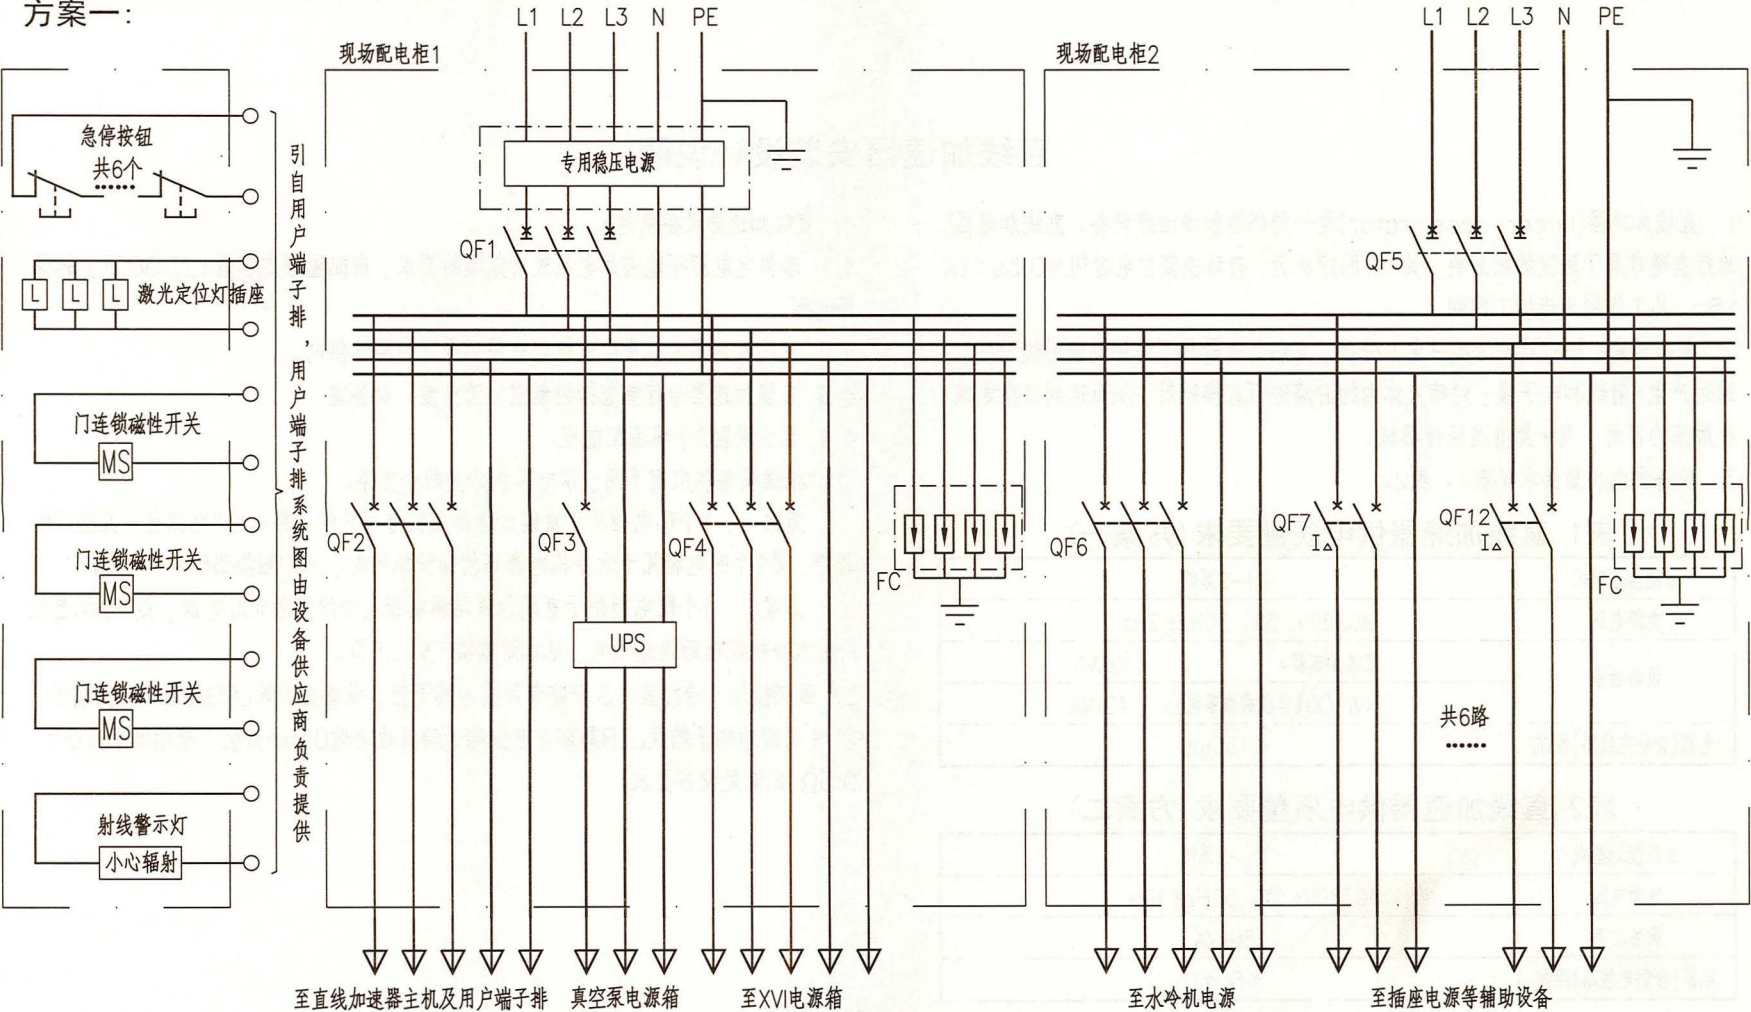 方案一:
L1 L2 L3 N PE
L1 L2 L3 N PE
现场配电柜1
现场配电柜2
急停按钮
共6个
专用稳压电源
QF1
QF5
L L L 激光定位灯插座
引自用户端子排，用户端子排系统图由设备供应商负责提供
门连锁磁性开关
MS
门连锁磁性开关
MS
门连锁磁性开关
MS
射线警示灯
小心辐射
QF2
QF3
QF4
FC
UPS
QF6
QF7
I△
QF12
I△
FC
共6路
至直线加速器主机及用户端子排
真空泵电源箱
至XVI电源箱
至水冷机电源
至插座电源等辅助设备